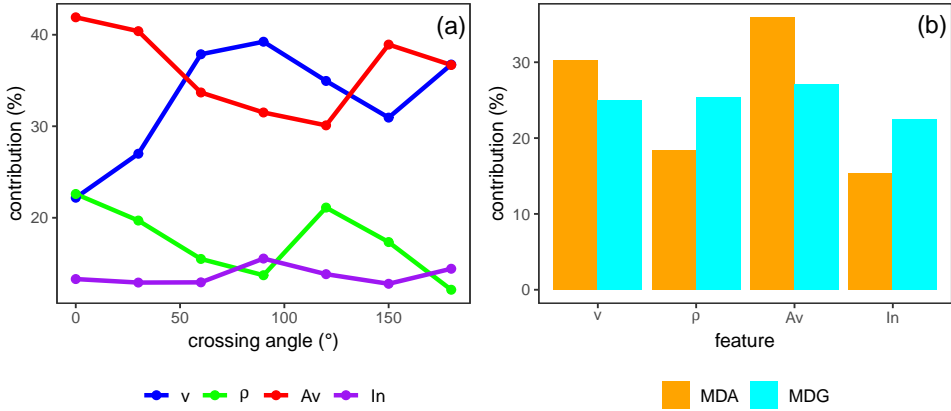 (a)
contribution (%)
40
30
20
0
50
100
150
crossing angle (°)
v
ρ
Av
In
(b)
contribution (%)
30
20
10
0
v
ρ
Av
In
feature
MDA
MDG